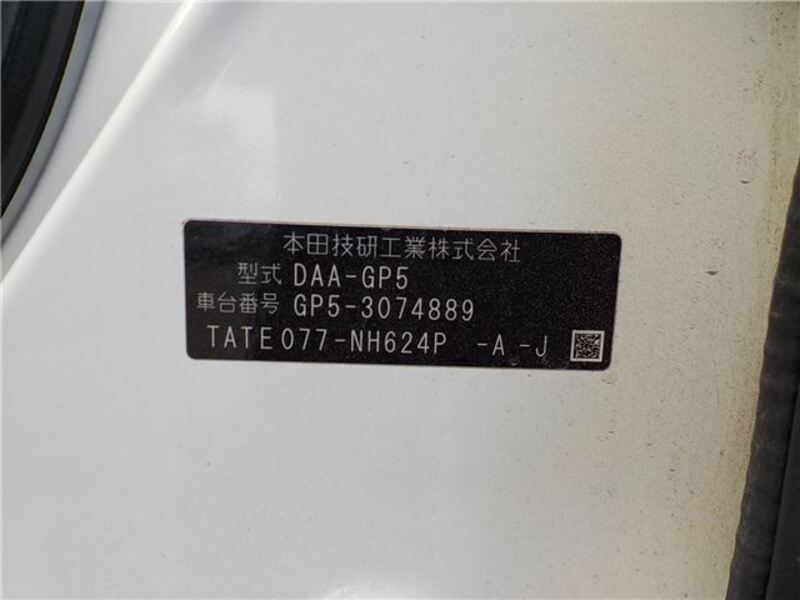 本田技研工業株式会社
型式 DAA-GP5
車台番号 GP5-3074889
TATE077-NH624P -A -J